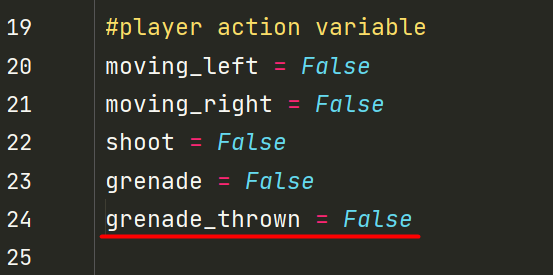 19 #player action variable
20 moving_left = False
21 moving_right = False
22 shoot = False
23 grenade = False
24 grenade_thrown = False
25